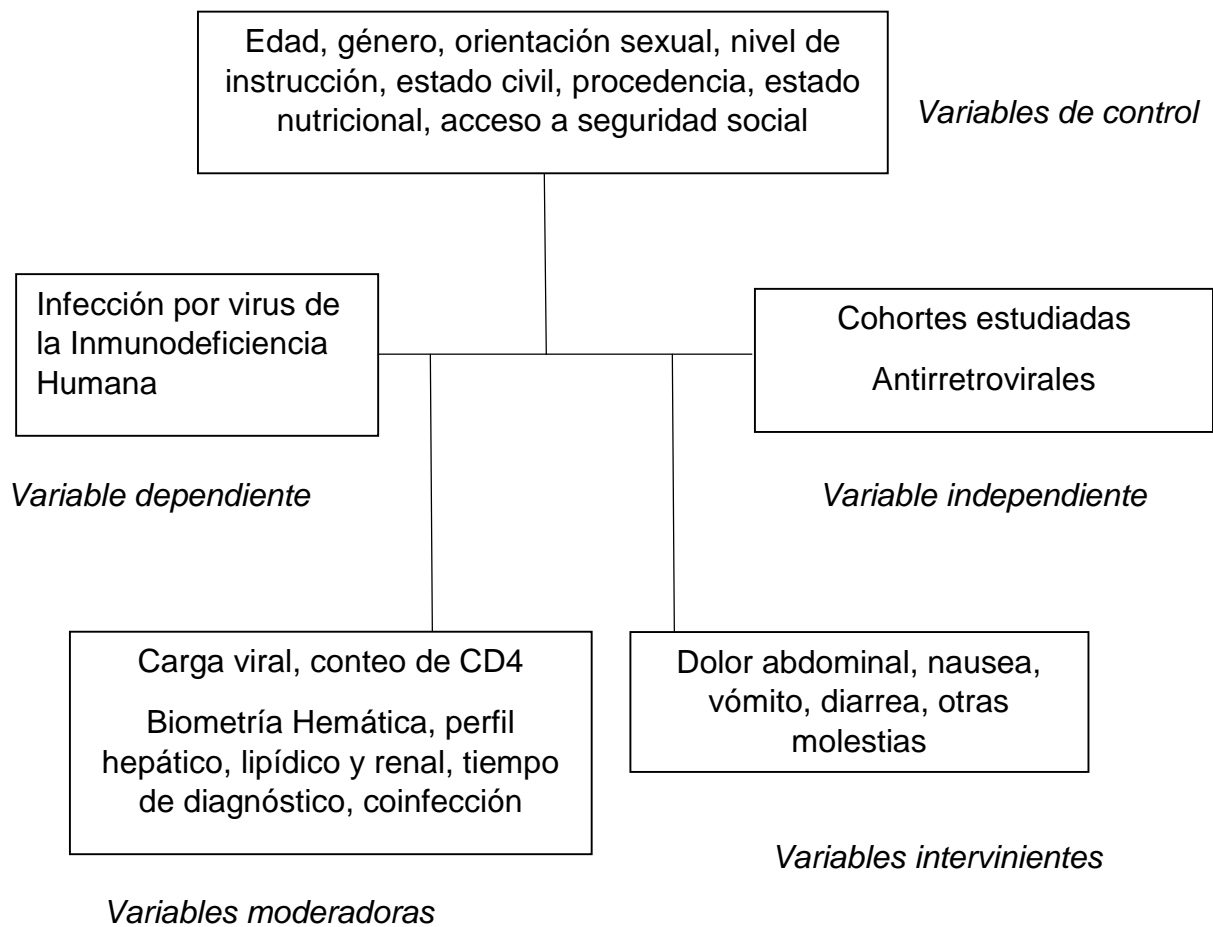 Edad, género, orientación sexual, nivel de
instrucción, estado civil, procedencia, estado
nutricional, acceso a seguridad social
Variables de control
Infección por virus de
la Inmunodeficiencia
Humana
Cohortes estudiadas
Antirretrovirales
Variable dependiente
Variable independiente
Carga viral, conteo de CD4
Biometría Hemática, perfil
hepático, lipídico y renal, tiempo
de diagnóstico, coinfección
Dolor abdominal, nausea,
vómito, diarrea, otras
molestias
Variables intervinientes
Variables moderadoras